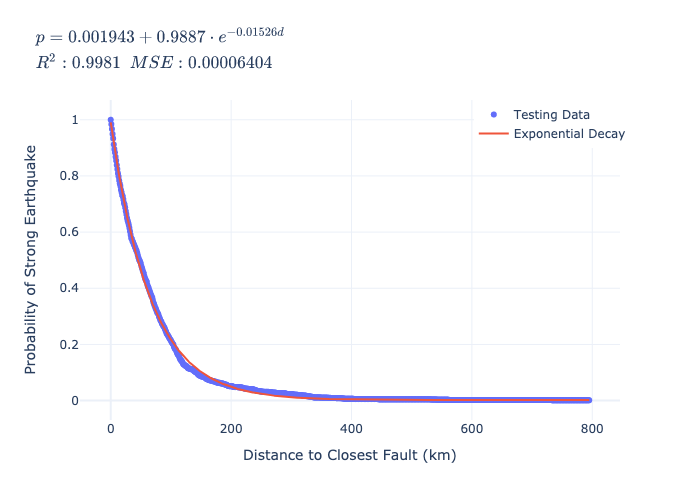 p = 0.001943 + 0.9887 · e^{−0.01526d}
R² : 0.9981 MSE : 0.00006404
Testing Data
Exponential Decay
1
0.8
0.6
0.4
0.2
0
0 200 400 600 800
Probability of Strong Earthquake
Distance to Closest Fault (km)